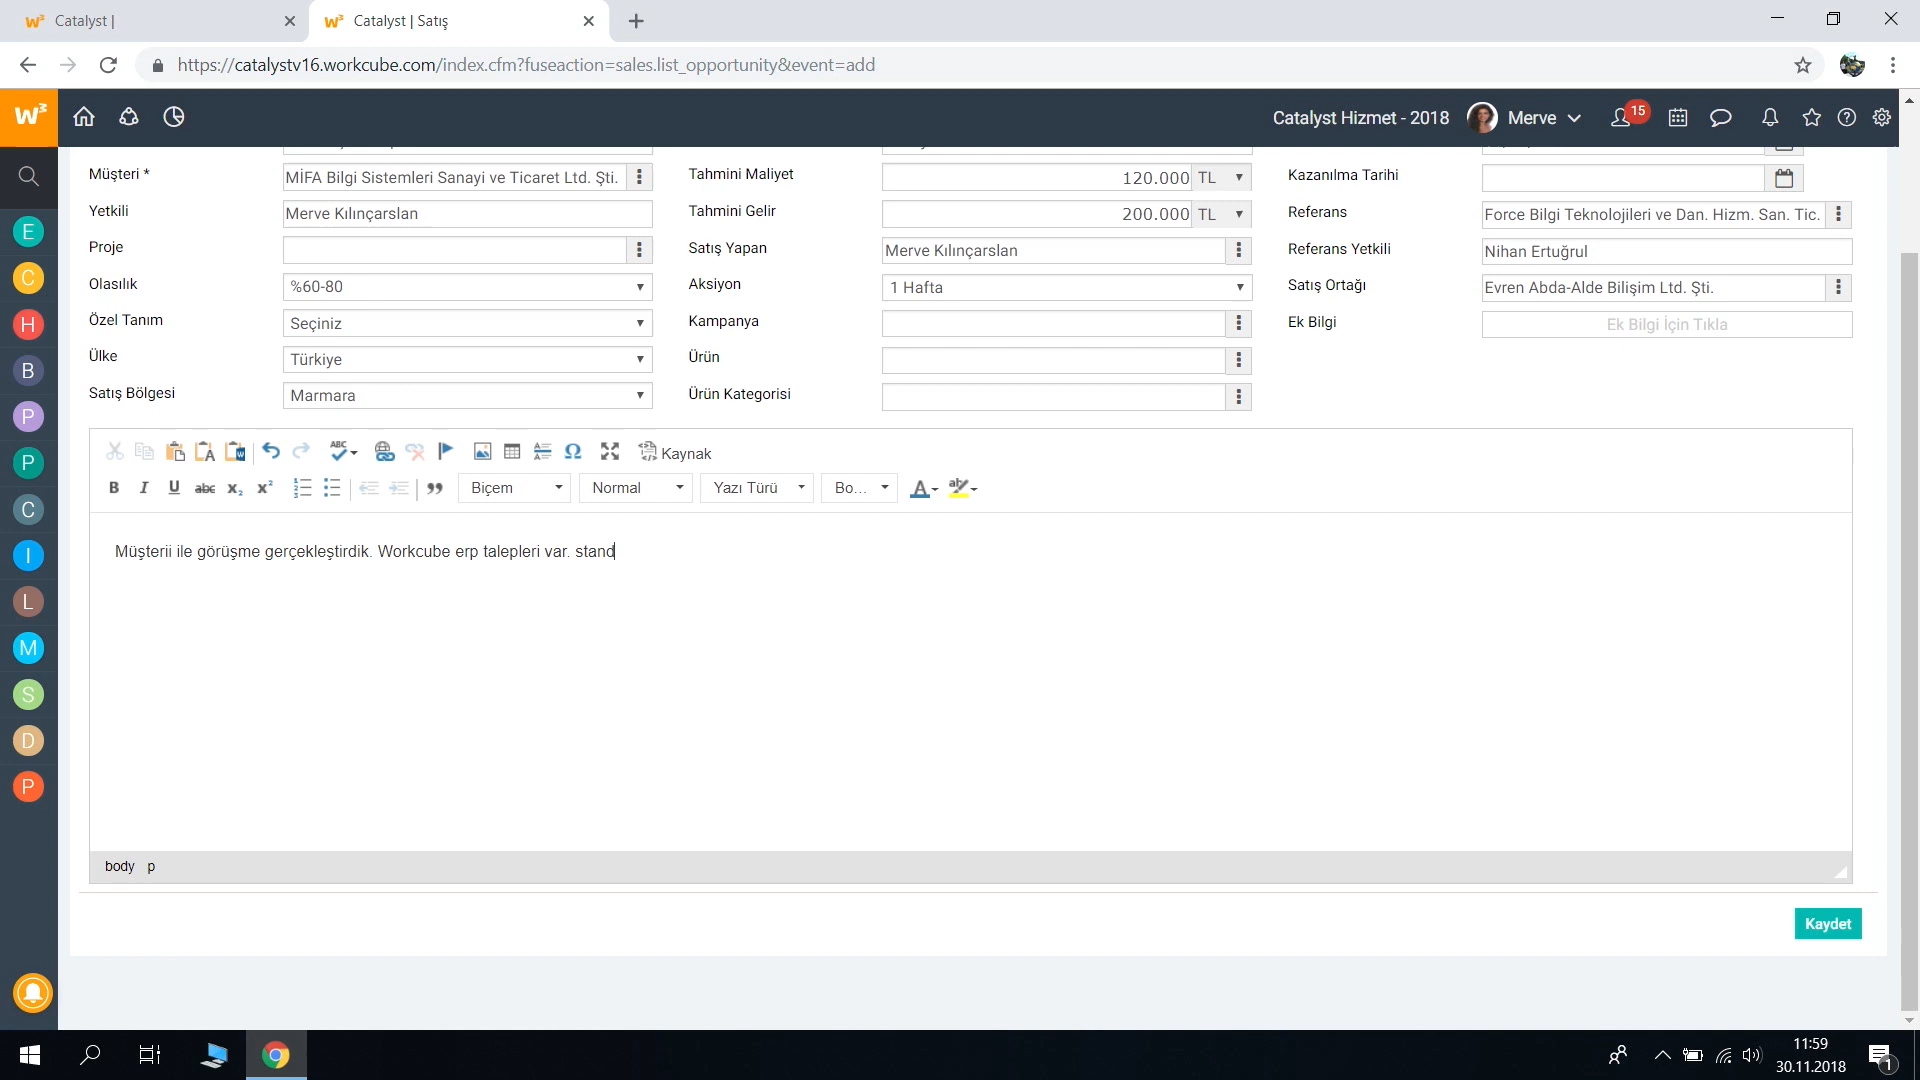 Catalyst |
Catalyst | Satış
https://catalystv16.workcube.com/index.cfm?fuseaction=sales.list_opportunity&event=add
w³
Catalyst Hizmet - 2018
Merve
15
Müşteri *
MİFA Bilgi Sistemleri Sanayi ve Ticaret Ltd. Şti.
Tahmini Maliyet
120.000
TL
Kazanılma Tarihi
Yetkili
Merve Kılınçarslan
Tahmini Gelir
200.000
TL
Referans
Force Bilgi Teknolojileri ve Dan. Hizm. San. Tic.
Proje
Satış Yapan
Merve Kılınçarslan
Referans Yetkili
Nihan Ertuğrul
Olasılık
%60-80
Aksiyon
1 Hafta
Satış Ortağı
Evren Abda-Alde Bilişim Ltd. Şti.
Özel Tanım
Seçiniz
Kampanya
Ek Bilgi
Ek Bilgi İçin Tıkla
Ülke
Türkiye
Ürün
Satış Bölgesi
Marmara
Ürün Kategorisi
E
C
H
B
P
P
C
I
L
M
S
D
P
Kaynak
Biçem
Normal
Yazı Türü
Bo...
Müşterii ile görüşme gerçekleştirdik. Workcube erp talepleri var. stand
body p
Kaydet
11:59
30.11.2018
1